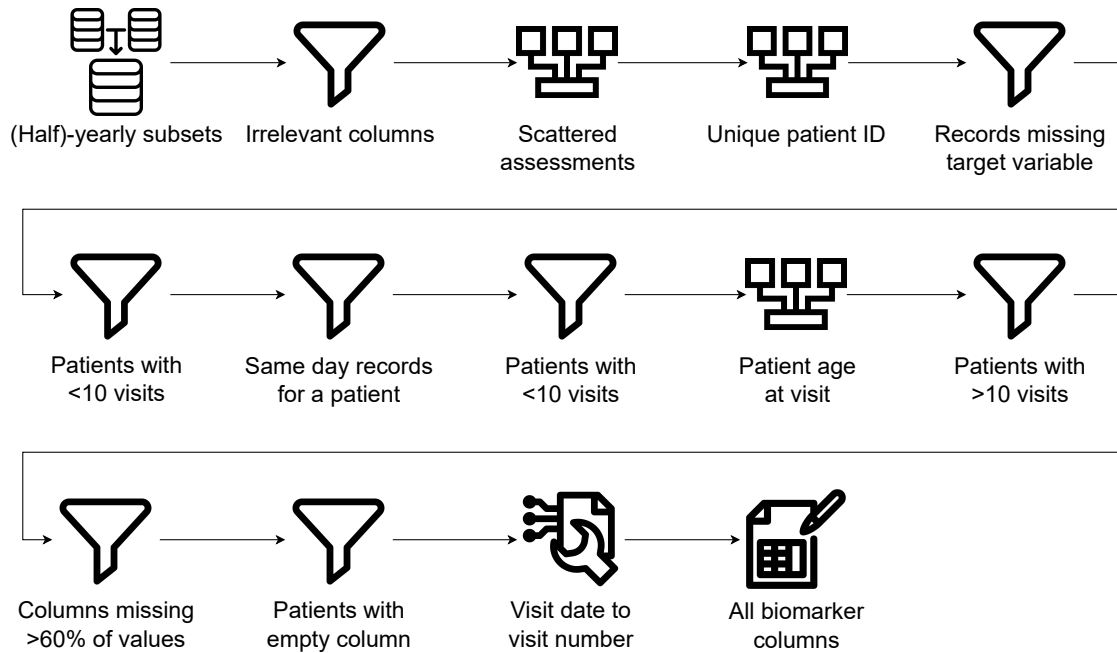 (Half)-yearly subsets
Irrelevant columns
Scattered
assessments
Unique patient ID
Records missing
target variable
Patients with
<10 visits
Same day records
for a patient
Patients with
<10 visits
Patient age
at visit
Patients with
>10 visits
Columns missing
>60% of values
Patients with
empty column
Visit date to
visit number
All biomarker
columns